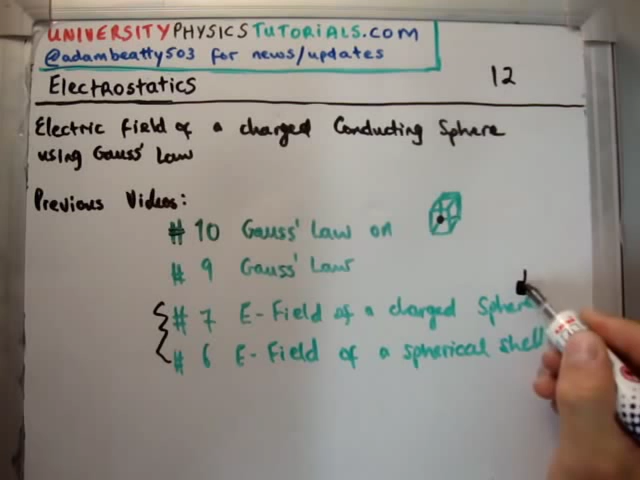 UNIVERSITYPHYSICSTUTORIALS.COM
@adambeatty503 for news/updates
Electrostatics 12
Electric Field of a charged Conducting Sphere
using Gauss' Law
Previous Videos:
# 10 Gauss' Law on
# 9 Gauss' Law
# 7 E-Field of a charged Sphere
# 6 E-Field of a spherical shell